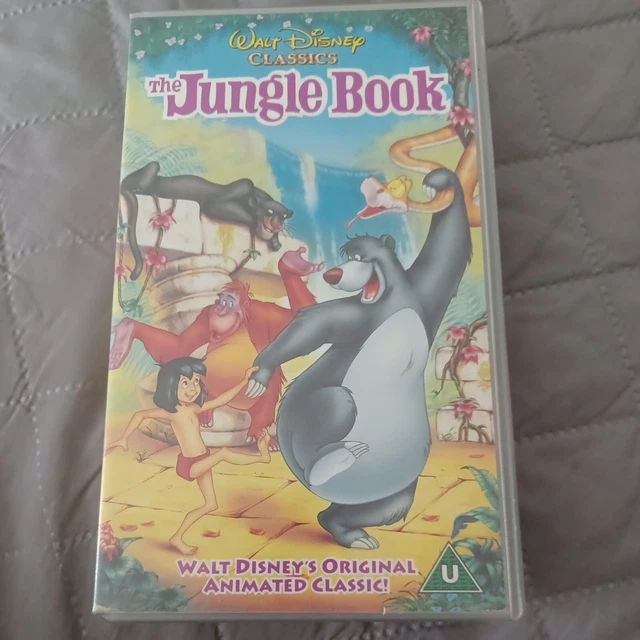 Walt Disney
CLASSICS
The Jungle Book
WALT DISNEY'S ORIGINAL
ANIMATED CLASSIC!
U